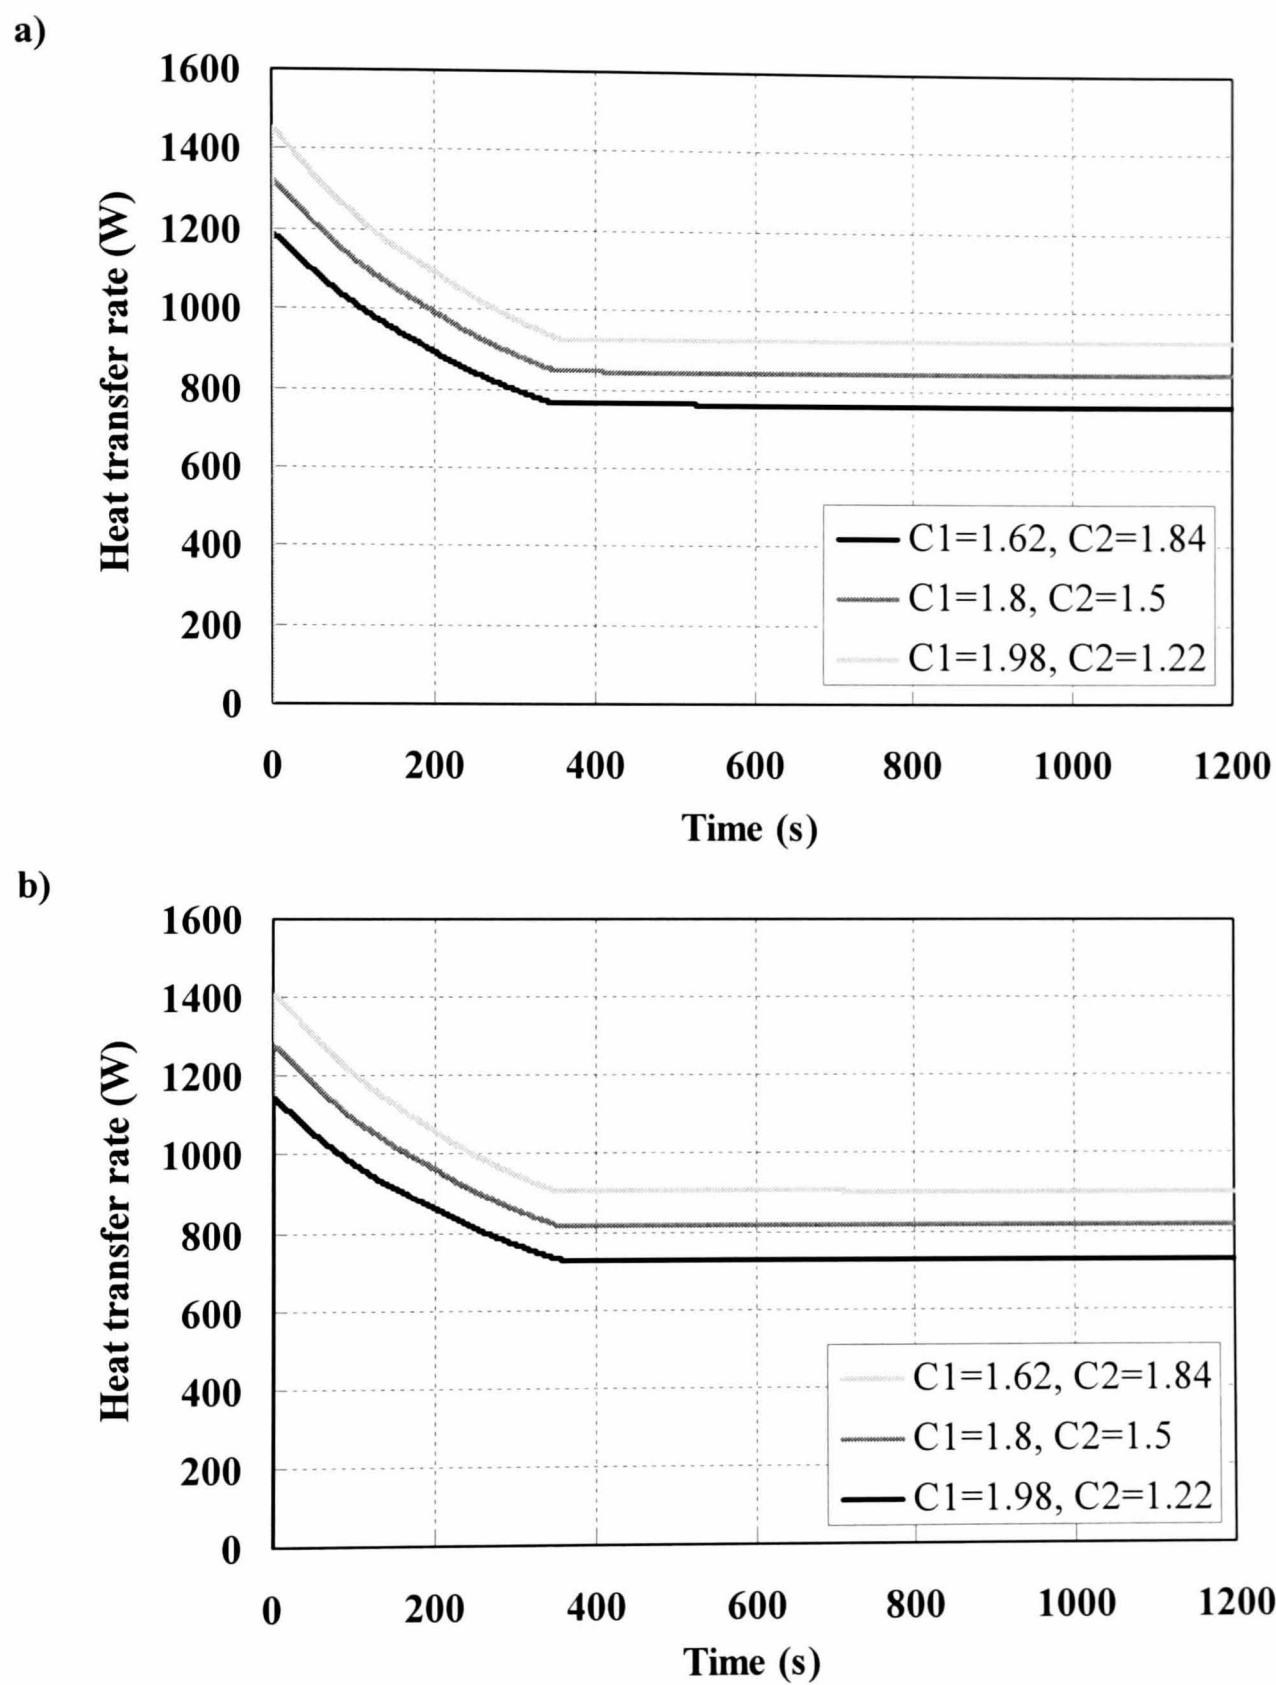 a)
1600
1400
1200
1000
800
600
400
200
0
Heat transfer rate (W)
C1=1.62, C2=1.84
C1=1.8, C2=1.5
C1=1.98, C2=1.22
0 200 400 600 800 1000 1200
Time (s)
b)
1600
1400
1200
1000
800
600
400
200
0
Heat transfer rate (W)
C1=1.62, C2=1.84
C1=1.8, C2=1.5
C1=1.98, C2=1.22
0 200 400 600 800 1000 1200
Time (s)